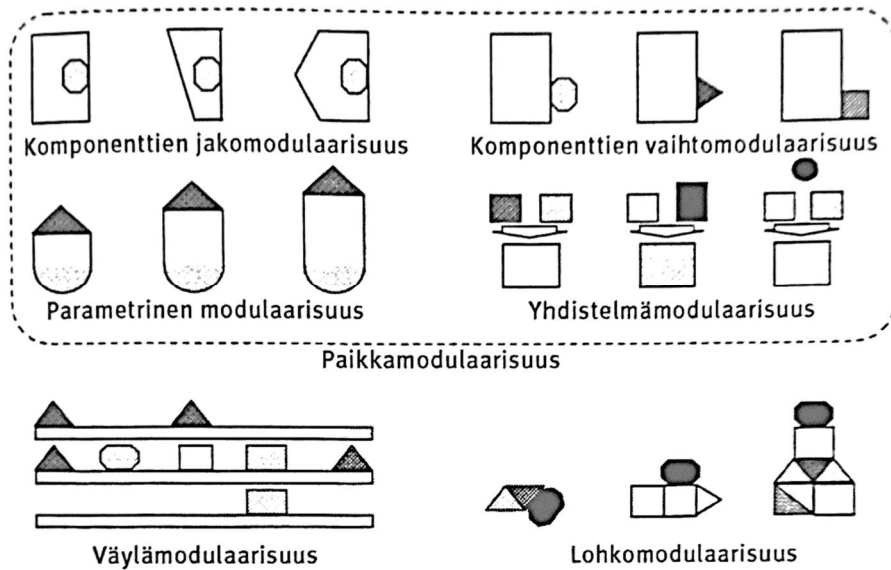 Komponenttien jakomodulaarisuus
Komponenttien vaihtomodulaarisuus
Parametrinen modulaarisuus
Yhdistelmämodulaarisuus
Paikkamodulaarisuus
Väylämodulaarisuus
Lohkomodulaarisuus